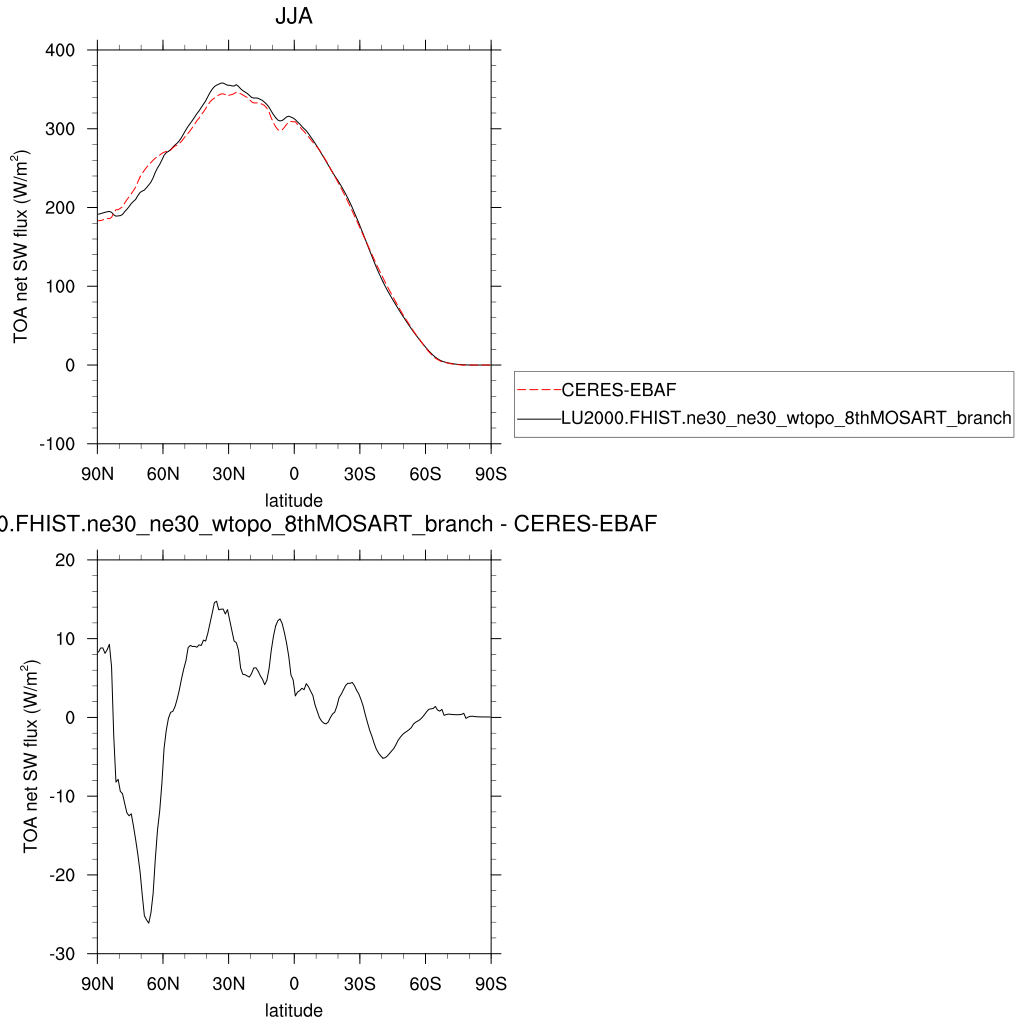 JJA
400
300
200
100
0
-100
TOA net SW flux (W/m²)
90N 60N 30N 0 30S 60S 90S
latitude
CERES-EBAF
LU2000.FHIST.ne30_ne30_wtopo_8thMOSART_branch
0.FHIST.ne30_ne30_wtopo_8thMOSART_branch - CERES-EBAF
20
10
0
-10
-20
-30
TOA net SW flux (W/m²)
90N 60N 30N 0 30S 60S 90S
latitude